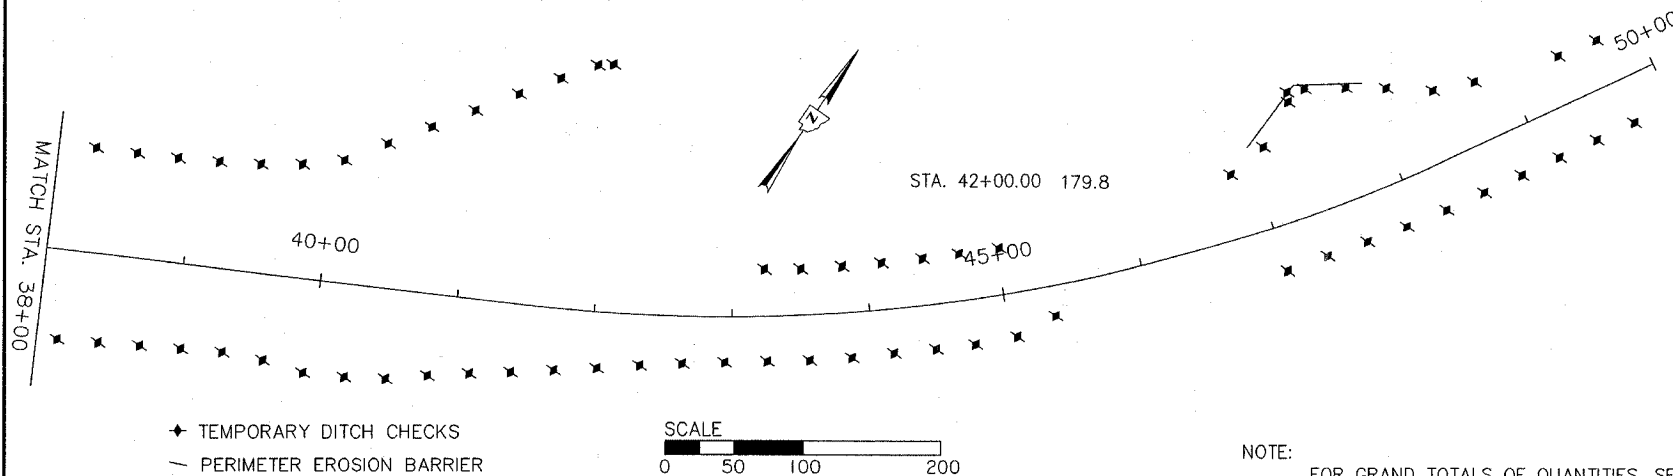 50+00
MATCH STA. 38+00
N
STA. 42+00.00 179.8
40+00
45+00
TEMPORARY DITCH CHECKS
PERIMETER EROSION BARRIER
SCALE
0 50 100 200
NOTE:
FOR GRAND TOTALS OF QUANTITIES, SE